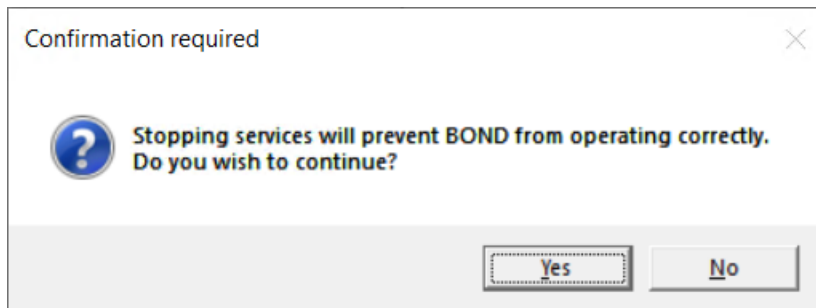 Confirmation required
Stopping services will prevent BOND from operating correctly.
Do you wish to continue?
Yes
No